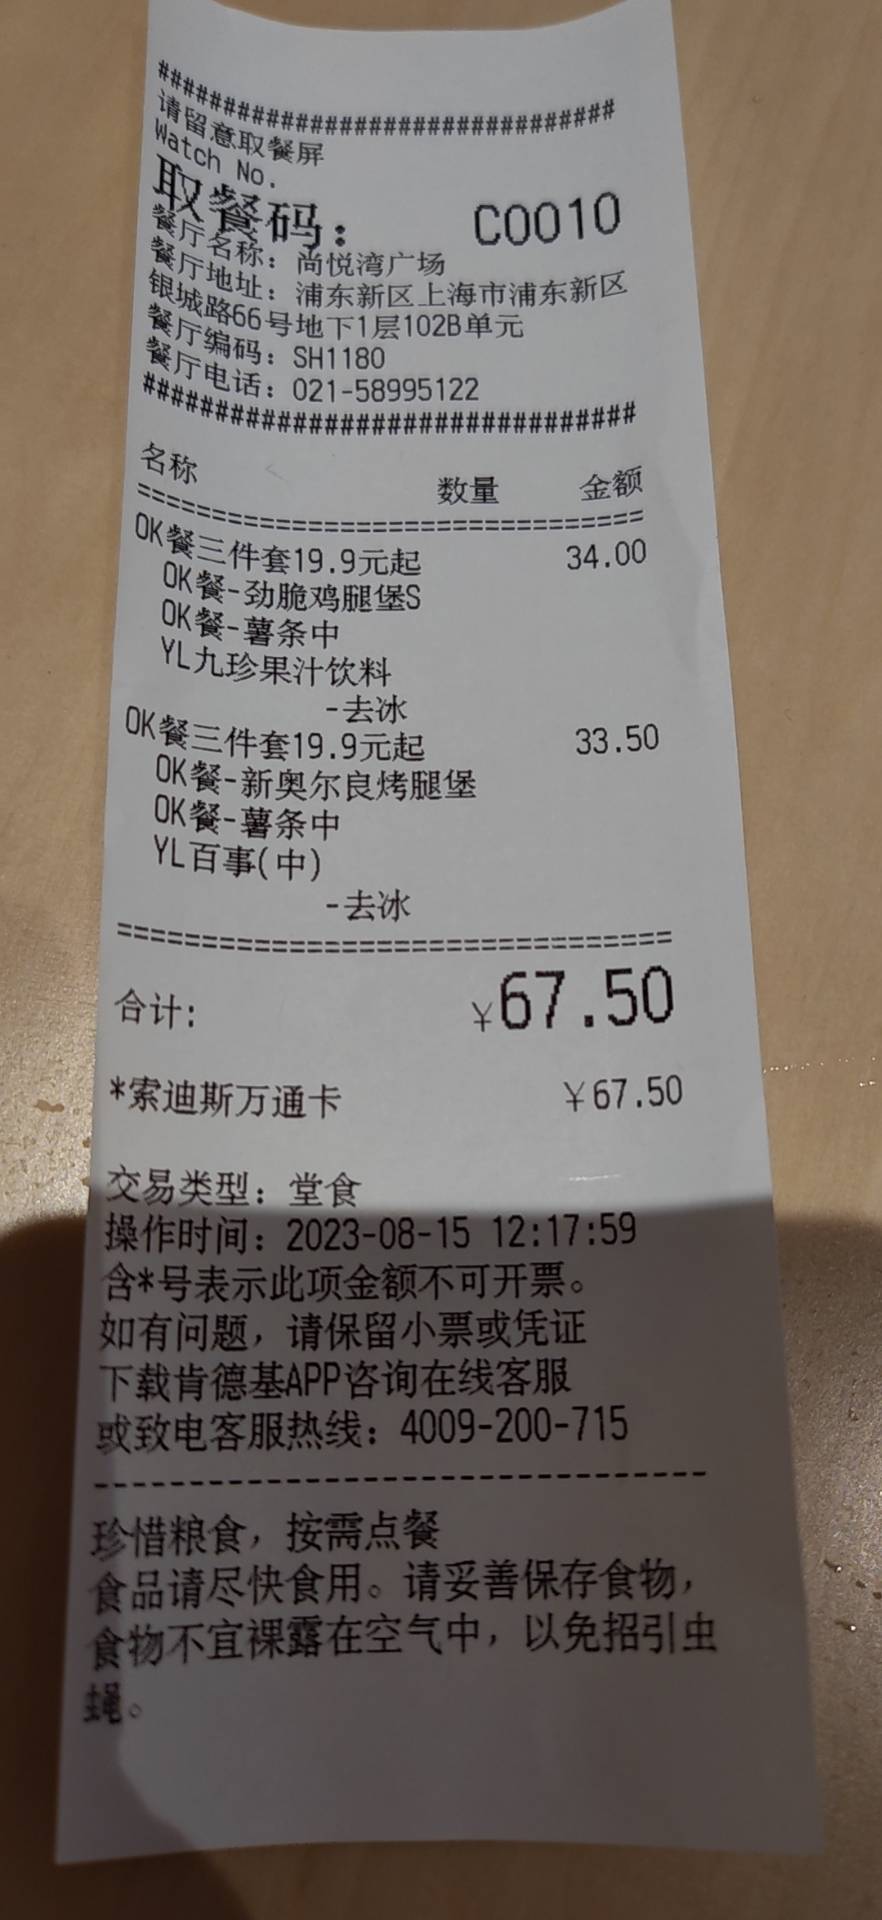 ##################################
请留意取餐屏
Watch No.
取餐码： C0010
餐厅名称：尚悦湾广场
餐厅地址：浦东新区上海市浦东新区
银城路66号地下1层102B单元
餐厅编码：SH1180
餐厅电话：021-58995122
##################################
名称 数量 金额
==================================
OK餐三件套19.9元起 34.00
OK餐-劲脆鸡腿堡S
OK餐-薯条中
YL九珍果汁饮料
-去冰
OK餐三件套19.9元起 33.50
OK餐-新奥尔良烤腿堡
OK餐-薯条中
YL百事(中)
-去冰
==================================
合计: ¥67.50
*索迪斯万通卡 ¥67.50
交易类型：堂食
操作时间：2023-08-15 12:17:59
含*号表示此项金额不可开票。
如有问题，请保留小票或凭证
下载肯德基APP咨询在线客服
或致电客服热线：4009-200-715
----------------------------------
珍惜粮食，按需点餐
食品请尽快食用。请妥善保存食物，
食物不宜裸露在空气中，以免招引虫
蝇。